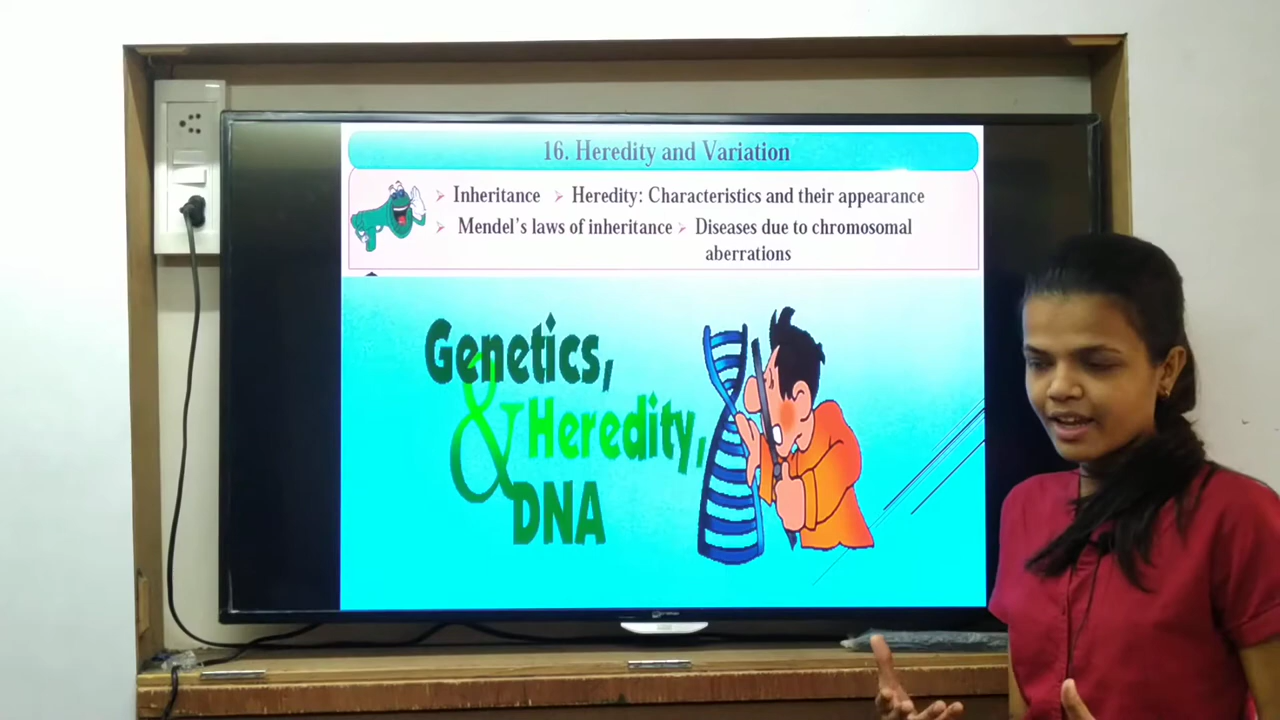 16. Heredity and Variation
➢ Inheritance ➢ Heredity: Characteristics and their appearance
➢ Mendel's laws of inheritance ➢ Diseases due to chromosomal
aberrations
Genetics,
& Heredity,
DNA